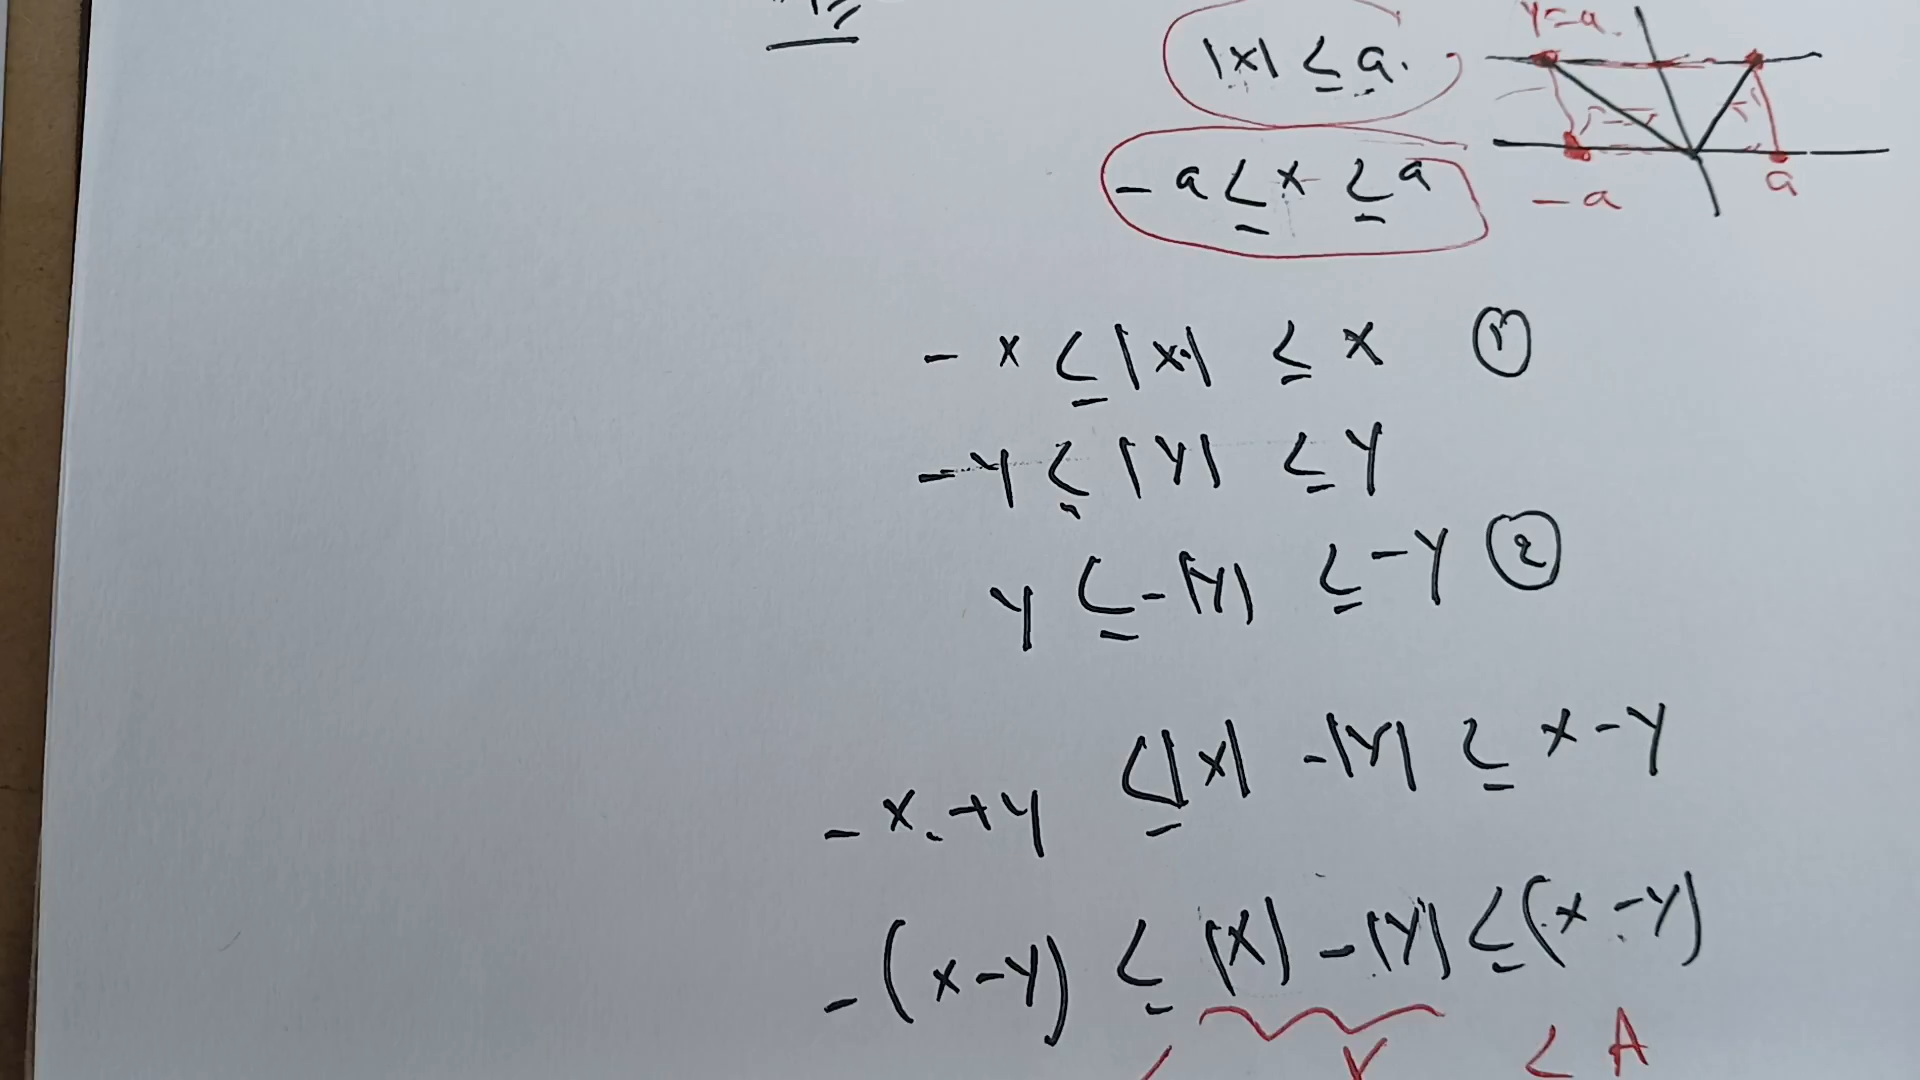 y=a
|x| ≤ a.
-a ≤ x ≤ a
-a
a
-x ≤ |x| ≤ x ①
-y ≤ |y| ≤ y
y ≤ -|y| ≤ -y ②
-x + y ≤ |x| - |y| ≤ x - y
-(x-y) ≤ |x| - |y| ≤ (x-y)
< A